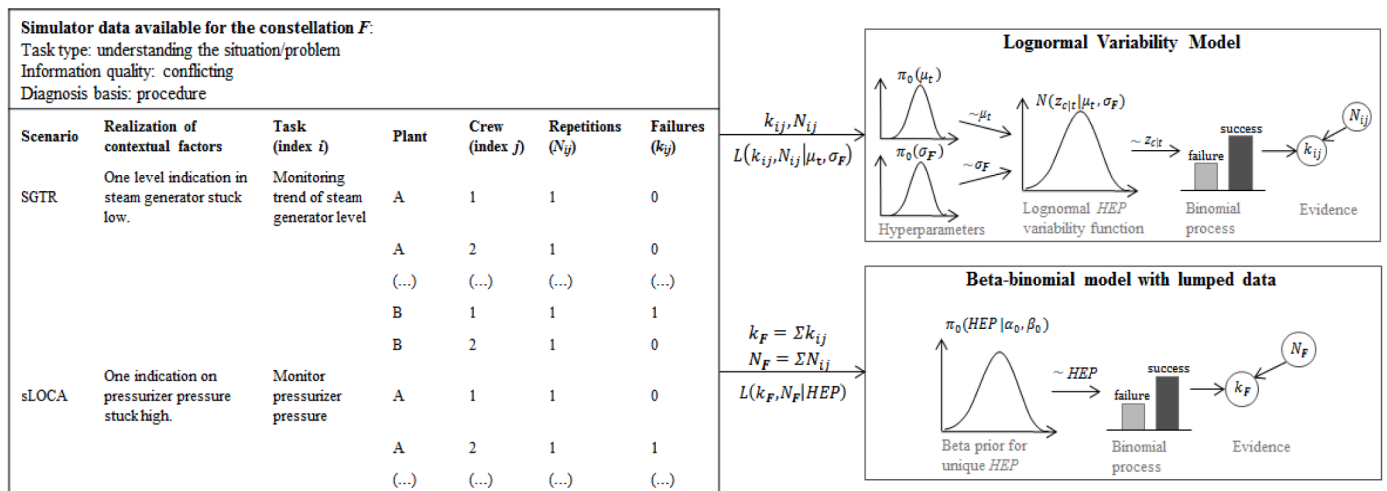 Simulator data available for the constellation F:
Task type: understanding the situation/problem
Information quality: conflicting
Diagnosis basis: procedure
Scenario Realization of contextual factors Task (index i) Plant Crew (index j) Repetitions (Nij) Failures (kij)
SGTR One level indication in steam generator stuck low. Monitoring trend of steam generator level A 1 1 0
A 2 1 0
(...) (...) (...) (...)
B 1 1 1
B 2 1 0
sLOCA One indication on pressurizer pressure stuck high. Monitor pressurizer pressure A 1 1 0
A 2 1 1
(...) (...) (...) (...)
kij, Nij
L(kij, Nij|μt, σF)
kF = Σkij
NF = ΣNij
L(kF, NF|HEP)
Lognormal Variability Model
π0(μt)
~μt
π0(σF)
~σF
Hyperparameters
N(zc|t|μt, σF)
Lognormal HEP
variability function
~ zc|t
failure
success
Binomial
process
kij
Nij
Evidence
Beta-binomial model with lumped data
π0(HEP|α0, β0)
Beta prior for
unique HEP
~ HEP
failure
success
Binomial
process
kF
NF
Evidence